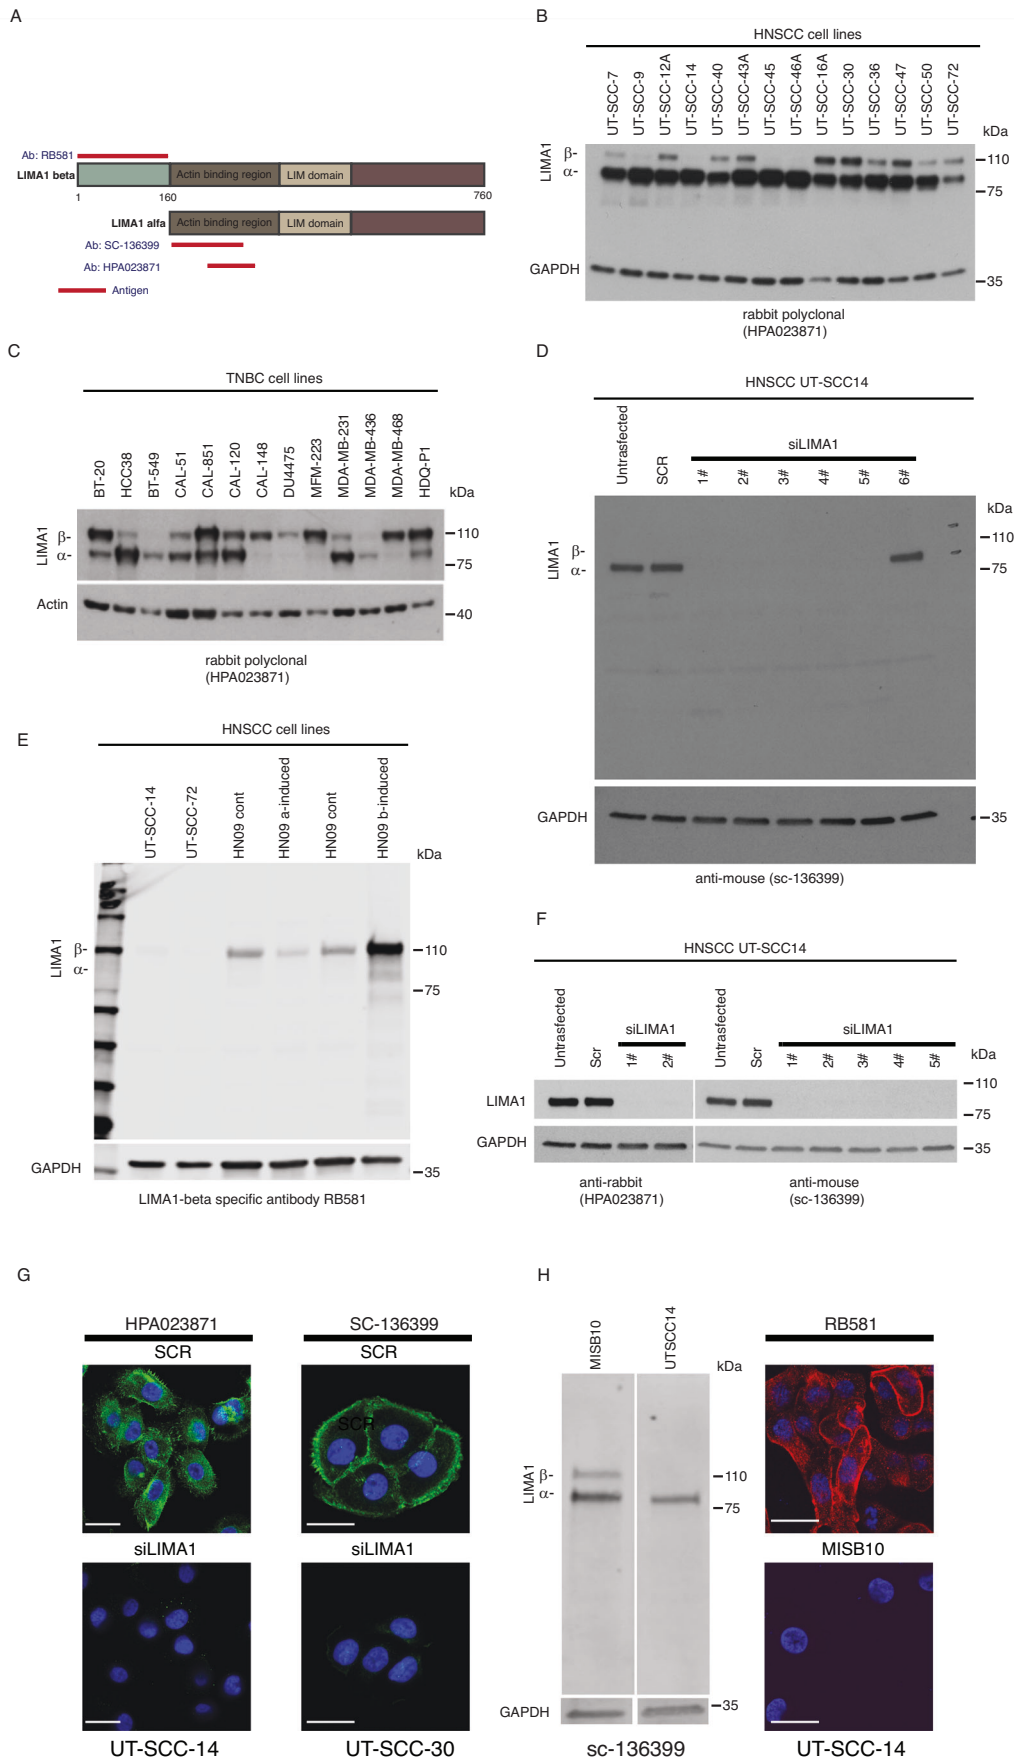 A
Ab: RB581
LIMA1 beta
Actin binding region
LIM domain
1
160
760
LIMA1 alfa
Actin binding region
LIM domain
Ab: SC-136399
Ab: HPA023871
Antigen
B
HNSCC cell lines
UT-SCC-7
UT-SCC-9
UT-SCC-12A
UT-SCC-14
UT-SCC-40
UT-SCC-43A
UT-SCC-45
UT-SCC-46A
UT-SCC-16A
UT-SCC-30
UT-SCC-36
UT-SCC-47
UT-SCC-50
UT-SCC-72
kDa
LIMA1
β-
α-
110
75
GAPDH
35
rabbit polyclonal
(HPA023871)
C
TNBC cell lines
BT-20
HCC38
BT-549
CAL-51
CAL-851
CAL-120
CAL-148
DU4475
MFM-223
MDA-MB-231
MDA-MB-436
MDA-MB-468
HDQ-P1
kDa
LIMA1
β-
α-
110
75
Actin
40
rabbit polyclonal
(HPA023871)
D
HNSCC UT-SCC14
Untrasfected
SCR
siLIMA1
1#
2#
3#
4#
5#
6#
kDa
LIMA1
β-
α-
110
75
GAPDH
35
anti-mouse (sc-136399)
E
HNSCC cell lines
UT-SCC-14
UT-SCC-72
HN09 cont
HN09 a-induced
HN09 cont
HN09 b-induced
kDa
LIMA1
β-
α-
110
75
GAPDH
35
LIMA1-beta specific antibody RB581
F
HNSCC UT-SCC14
Untrasfected
Scr
siLIMA1
1#
2#
Untrasfected
Scr
siLIMA1
1#
2#
3#
4#
5#
kDa
LIMA1
110
75
GAPDH
35
anti-rabbit
(HPA023871)
anti-mouse
(sc-136399)
G
HPA023871
SCR
siLIMA1
UT-SCC-14
SC-136399
SCR
SCR
siLIMA1
UT-SCC-30
H
MISB10
UTSCC14
kDa
LIMA1
β-
α-
110
75
GAPDH
35
sc-136399
RB581
MISB10
UT-SCC-14